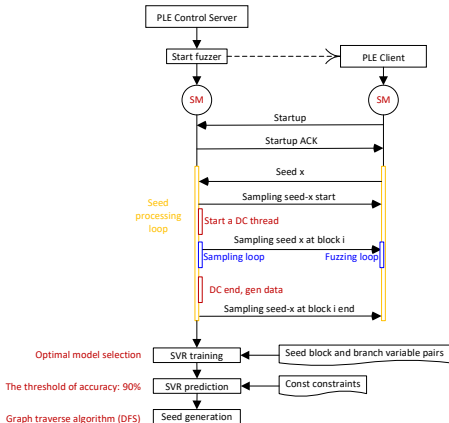 PLE Control Server
Start fuzzer
PLE Client
SM
SM
Startup
Startup ACK
Seed x
Seed
processing
loop
Sampling seed-x start
Start a DC thread
Sampling seed x at block i
Sampling loop
Fuzzing loop
DC end, gen data
Sampling seed-x at block i end
Optimal model selection
SVR training
Seed block and branch variable pairs
The threshold of accuracy: 90%
SVR prediction
Const constraints
Graph traverse algorithm (DFS)
Seed generation